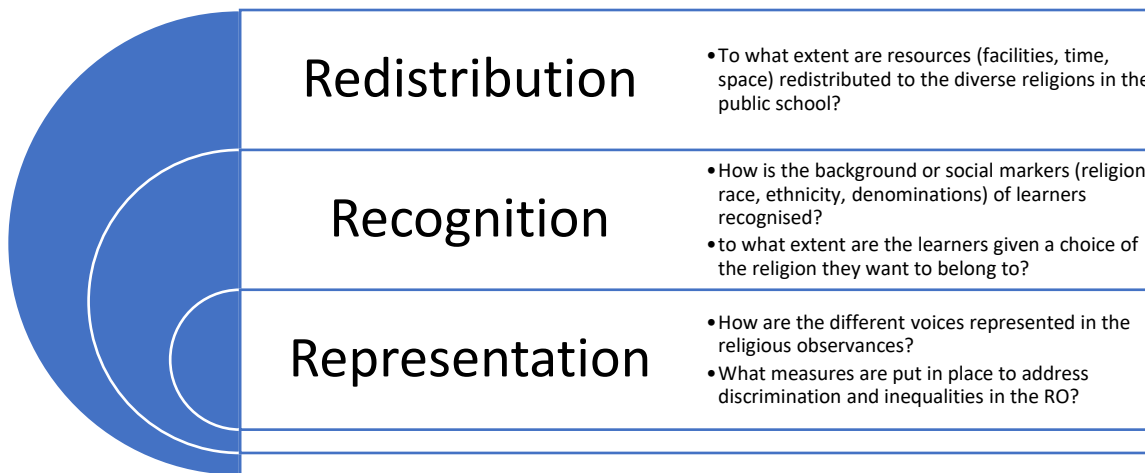 Redistribution
•To what extent are resources (facilities, time,
space) redistributed to the diverse religions in the
public school?
Recognition
•How is the background or social markers (religion
race, ethnicity, denominations) of learners
recognised?
•to what extent are the learners given a choice of
the religion they want to belong to?
Representation
•How are the different voices represented in the
religious observances?
•What measures are put in place to address
discrimination and inequalities in the RO?